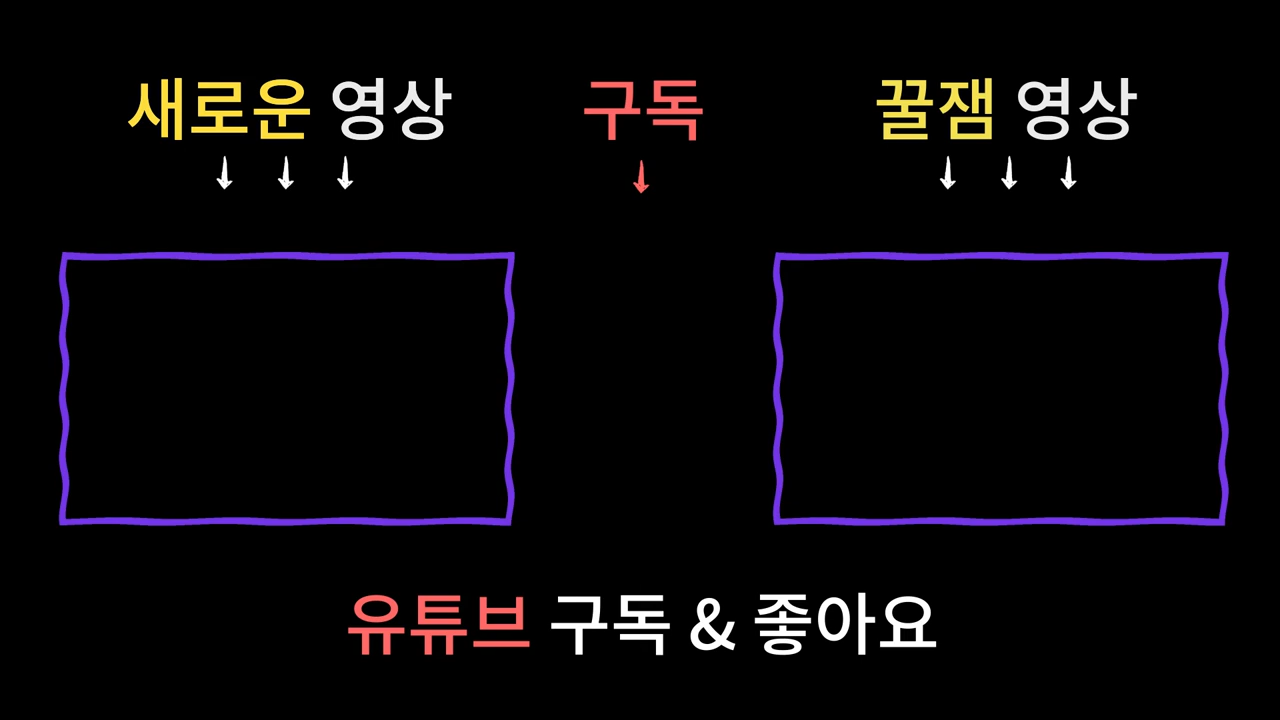 새로운 영상
구독
꿀잼 영상
유튜브 구독 & 좋아요